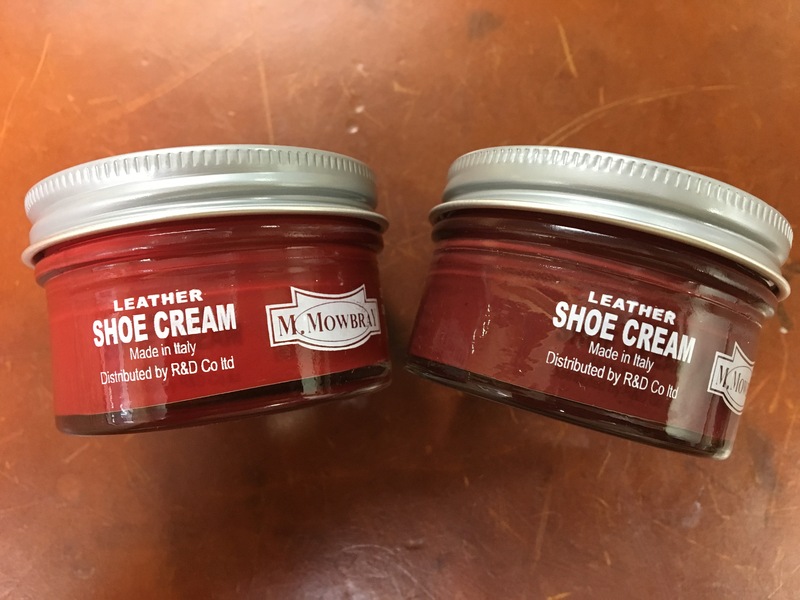 LEATHER
SHOE CREAM
Made in Italy
Distributed by R&D Co ltd
M. MOWBRAY
LEATHER
SHOE CREAM
Made in Italy
Distributed by R&D Co ltd